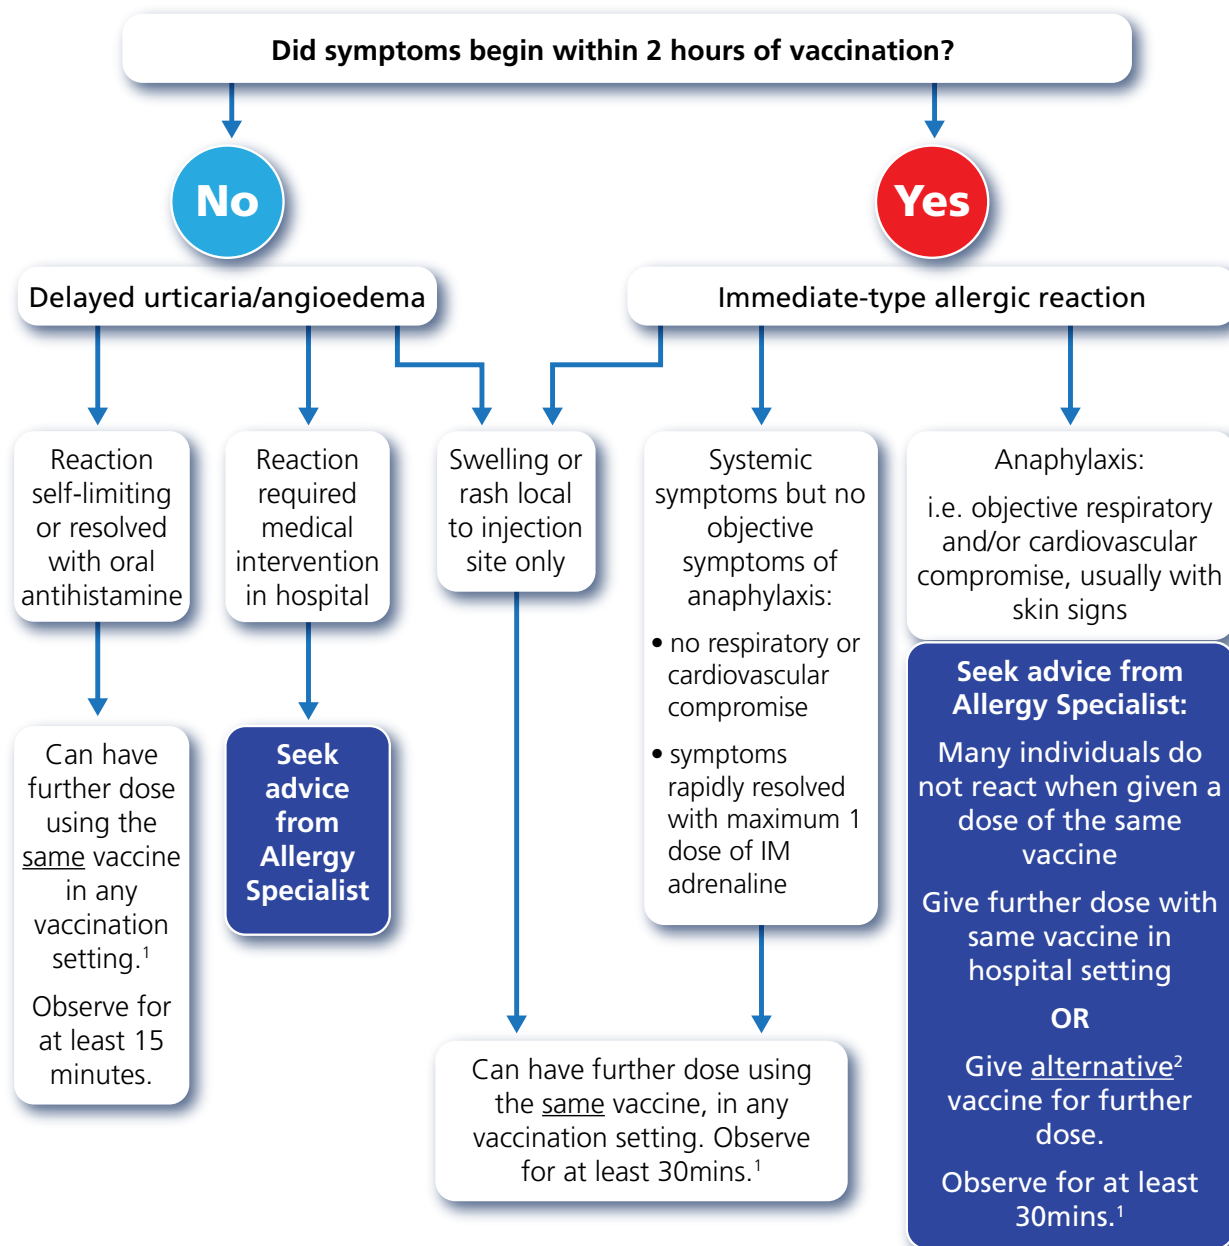 Did symptoms begin within 2 hours of vaccination?
No
Yes
Delayed urticaria/angioedema
Immediate-type allergic reaction
Reaction
self-limiting
or resolved
with oral
antihistamine
Reaction
required
medical
intervention
in hospital
Swelling or
rash local
to injection
site only
Systemic
symptoms but no
objective
symptoms of
anaphylaxis:
• no respiratory or
cardiovascular
compromise
• symptoms
rapidly resolved
with maximum 1
dose of IM
adrenaline
Anaphylaxis:
i.e. objective respiratory
and/or cardiovascular
compromise, usually with
skin signs
Can have
further dose
using the
same vaccine
in any
vaccination
setting.¹
Observe for
at least 15
minutes.
Seek
advice
from
Allergy
Specialist
Can have further dose using
the same vaccine, in any
vaccination setting. Observe
for at least 30mins.¹
Seek advice from
Allergy Specialist:
Many individuals do
not react when given a
dose of the same
vaccine
Give further dose with
same vaccine in
hospital setting
OR
Give alternative²
vaccine for further
dose.
Observe for at least
30mins.¹